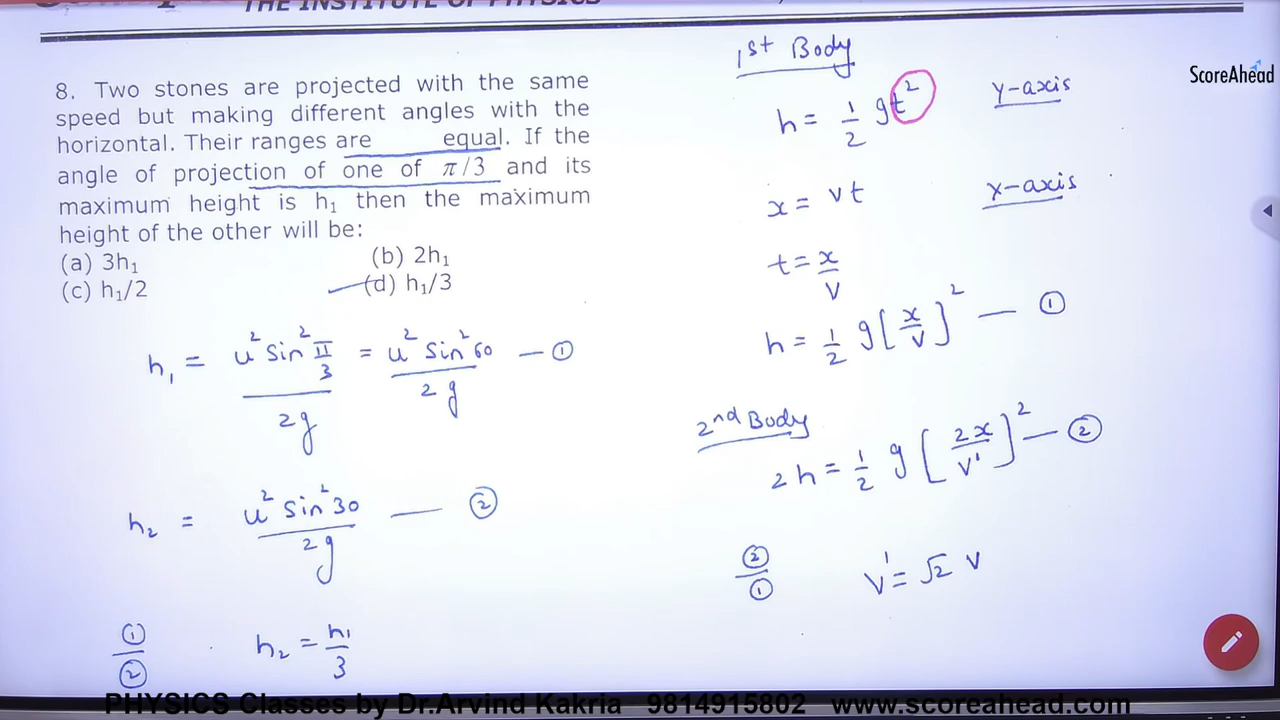 THE INSTITUTE OF PHYSICS
ScoreAhead
8. Two stones are projected with the same
speed but making different angles with the
horizontal. Their ranges are equal. If the
angle of projection of one of π/3 and its
maximum height is h₁ then the maximum
height of the other will be:
(a) 3h₁ (b) 2h₁
(c) h₁/2 (d) h₁/3
h₁ = u² sin² π/3 / 2g = u² sin² 60 / 2g — ①
h₂ = u² sin² 30 / 2g — ②
① / ② h₂ = h₁/3
1st Body
h = 1/2 gt² y-axis
x = vt x-axis
t = x/v
h = 1/2 g[x/v]² — ①
2nd Body
2h = 1/2 g[2x/v']² — ②
② / ① v' = √2 v
PHYSICS Classes by Dr.Arvind Kakria 9814915802 www.scoreahead.com